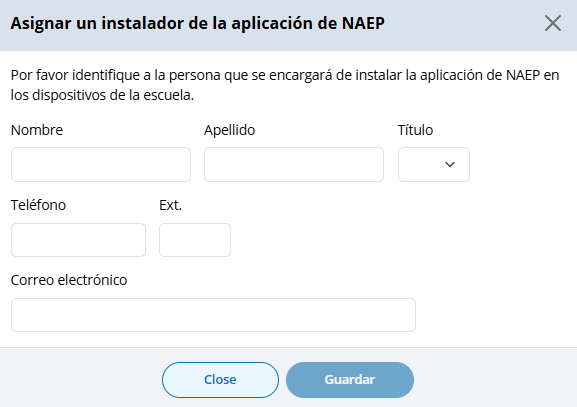 Asignar un instalador de la aplicación de NAEP
Por favor identifique a la persona que se encargará de instalar la aplicación de NAEP en
los dispositivos de la escuela.
Nombre Apellido Título
Teléfono Ext.
Correo electrónico
Close Guardar